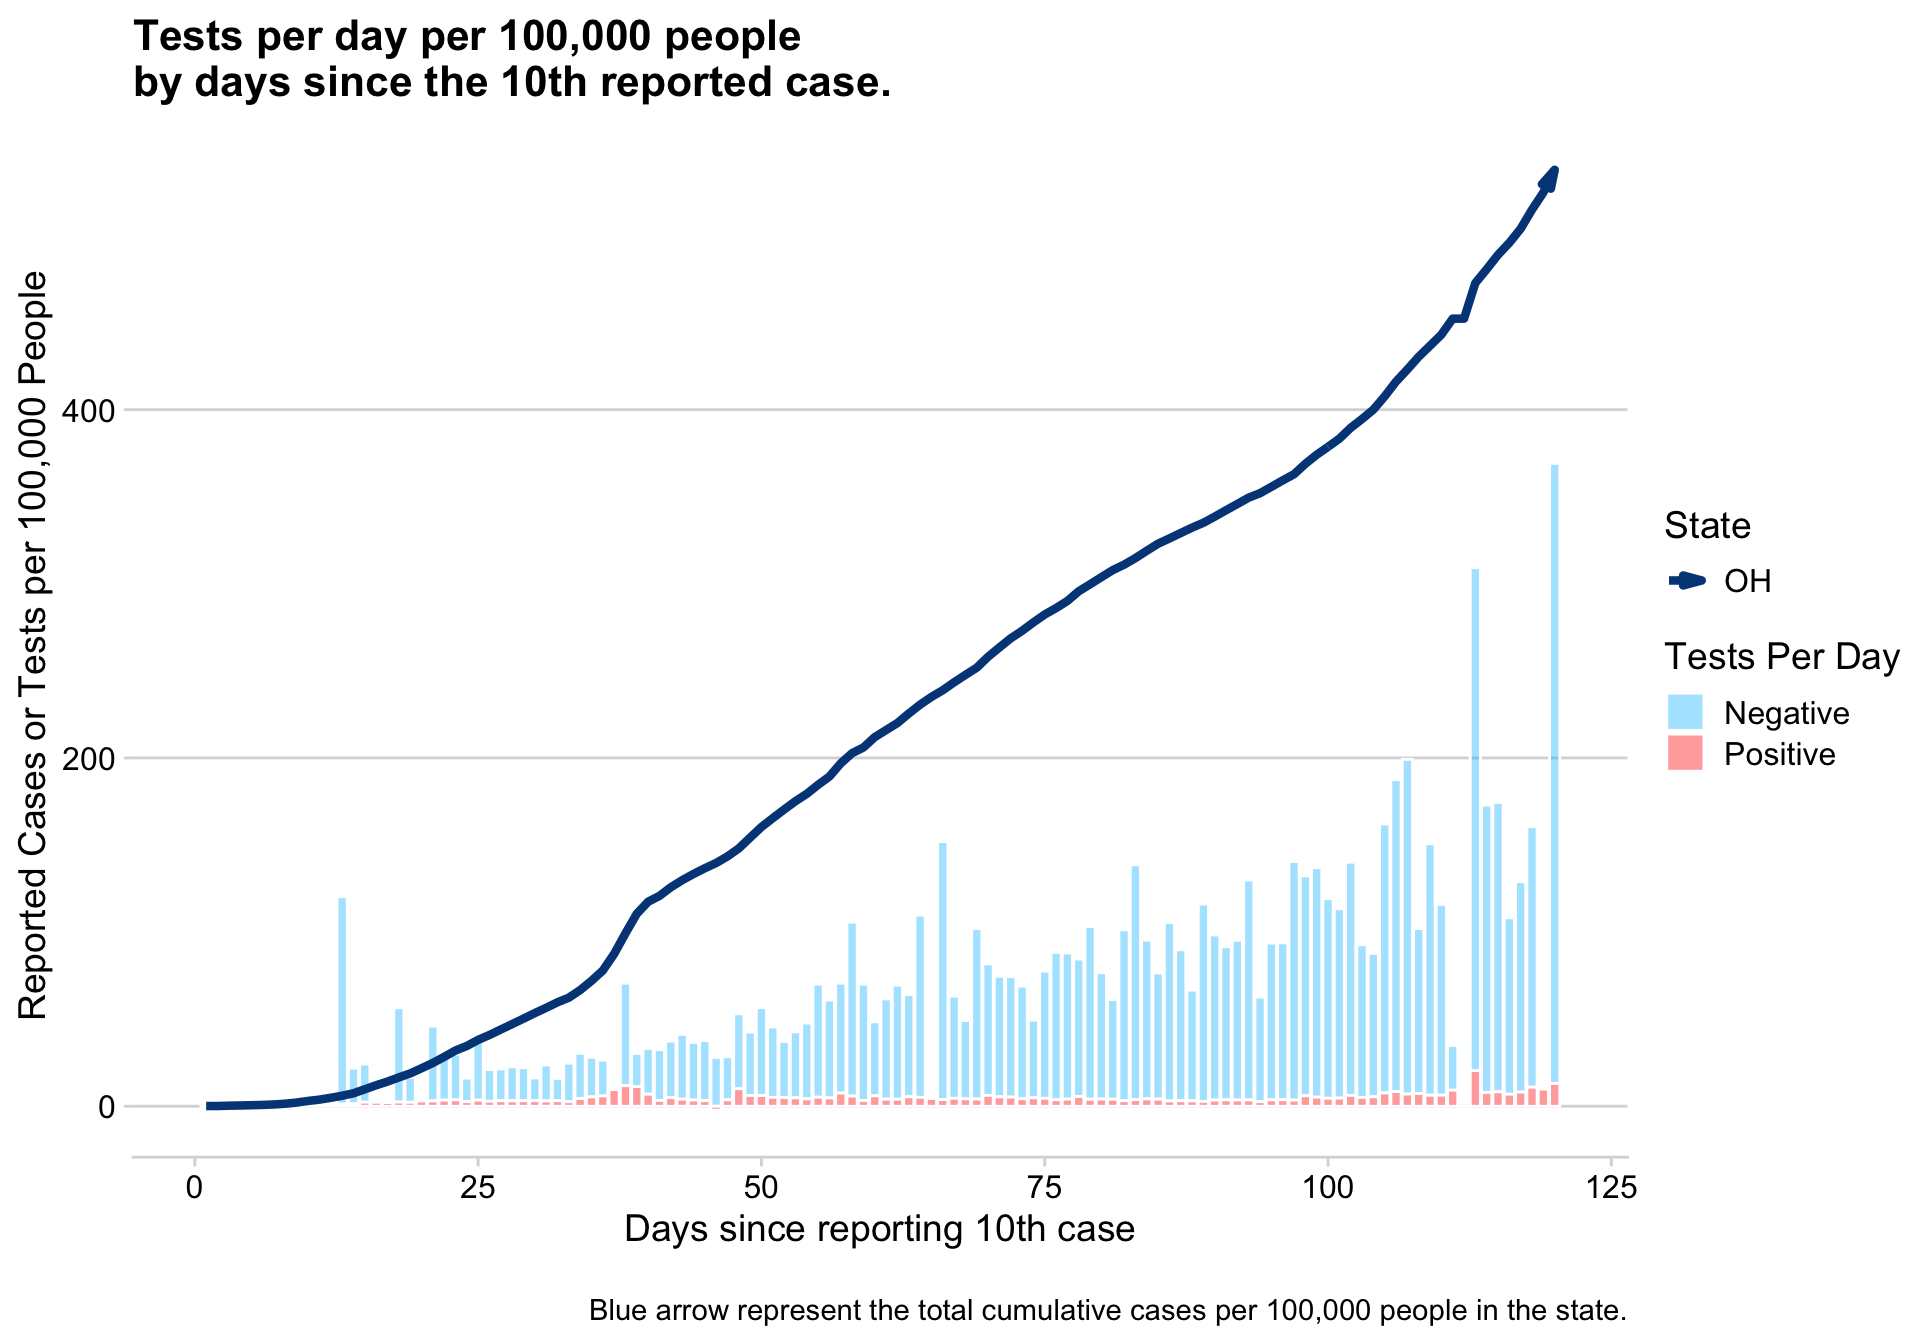 Tests per day per 100,000 people
by days since the 10th reported case.
Reported Cases or Tests per 100,000 People
400
200
0
0 25 50 75 100 125
Days since reporting 10th case
State
OH
Tests Per Day
Negative
Positive
Blue arrow represent the total cumulative cases per 100,000 people in the state.